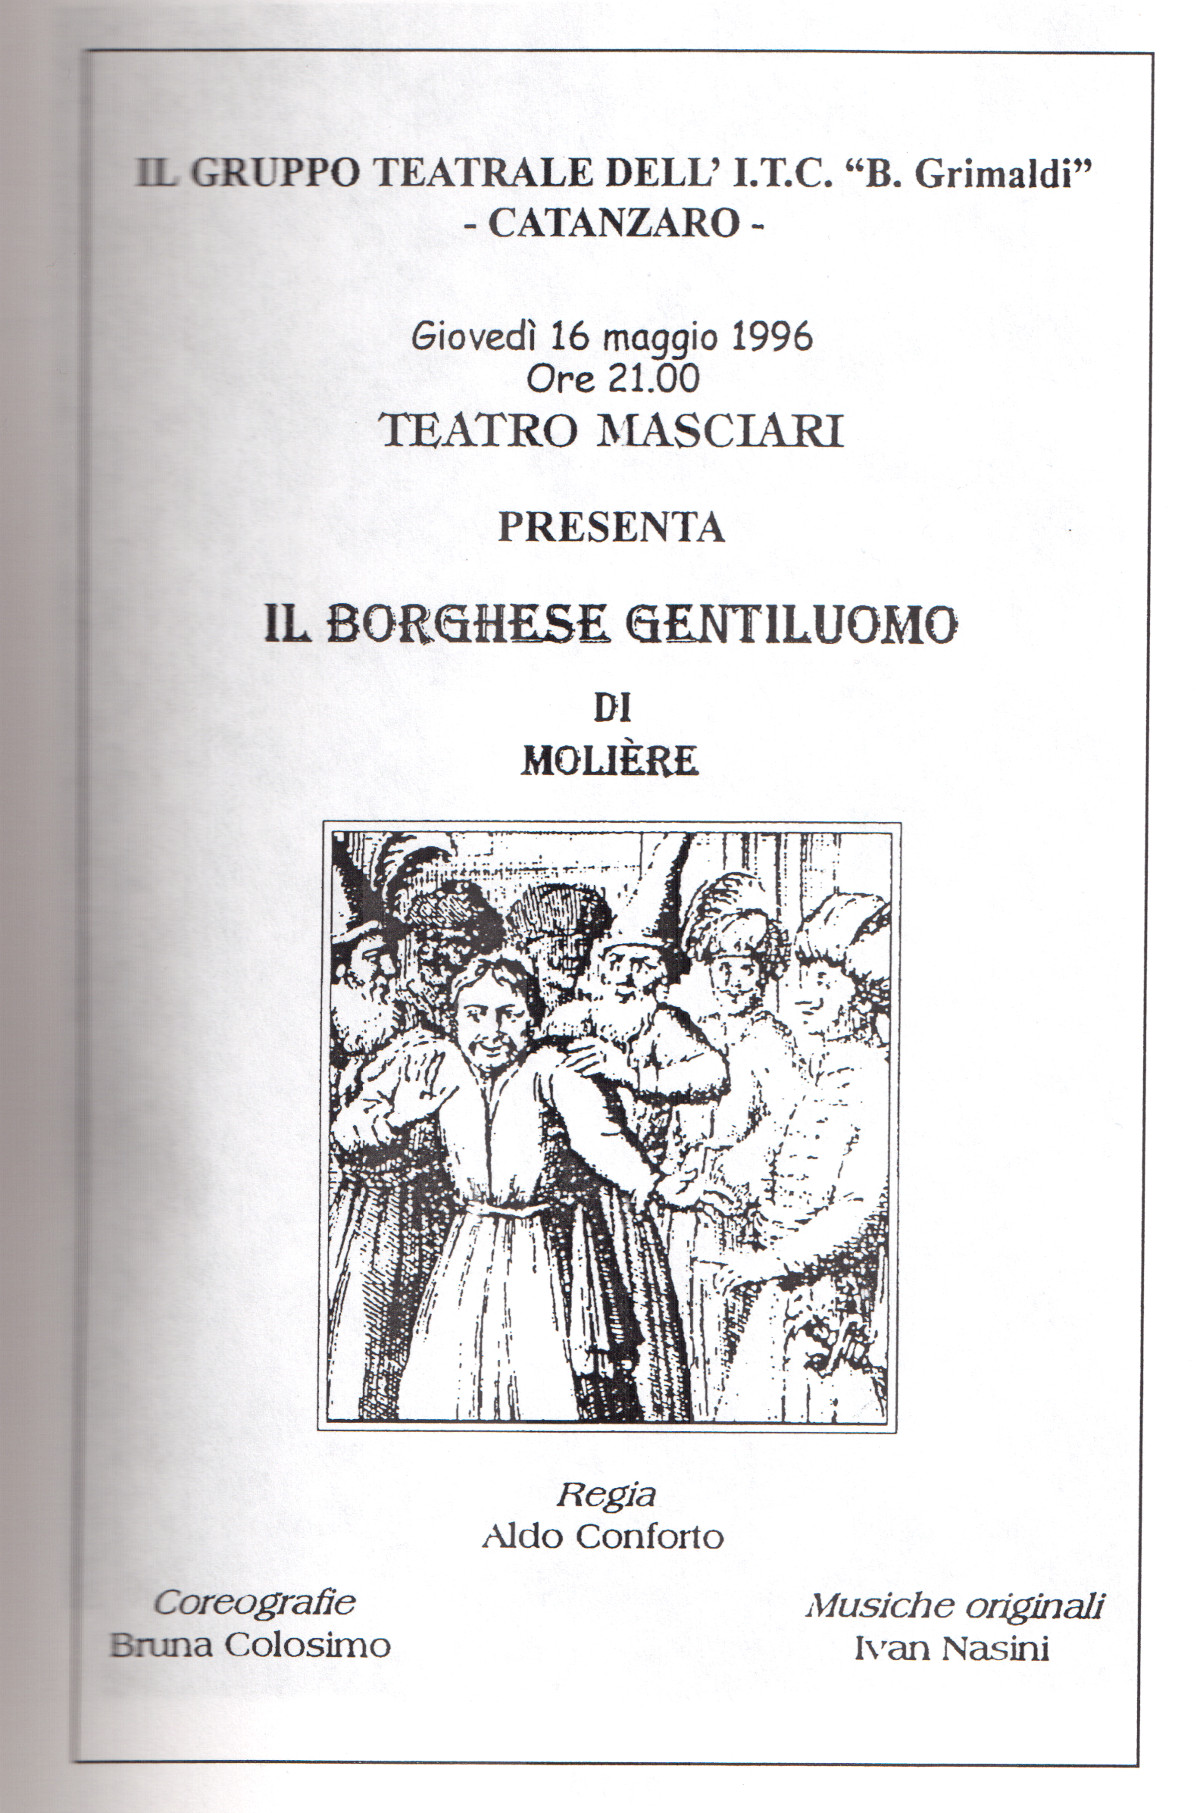 IL GRUPPO TEATRALE DELL' I.T.C. “B. Grimaldi”
- CATANZARO -
Giovedì 16 maggio 1996
Ore 21.00
TEATRO MASCIARI
PRESENTA
IL BORGHESE GENTILUOMO
DI
MOLIÈRE
Regia
Aldo Conforto
Coreografie
Bruna Colosimo
Musiche originali
Ivan Nasini